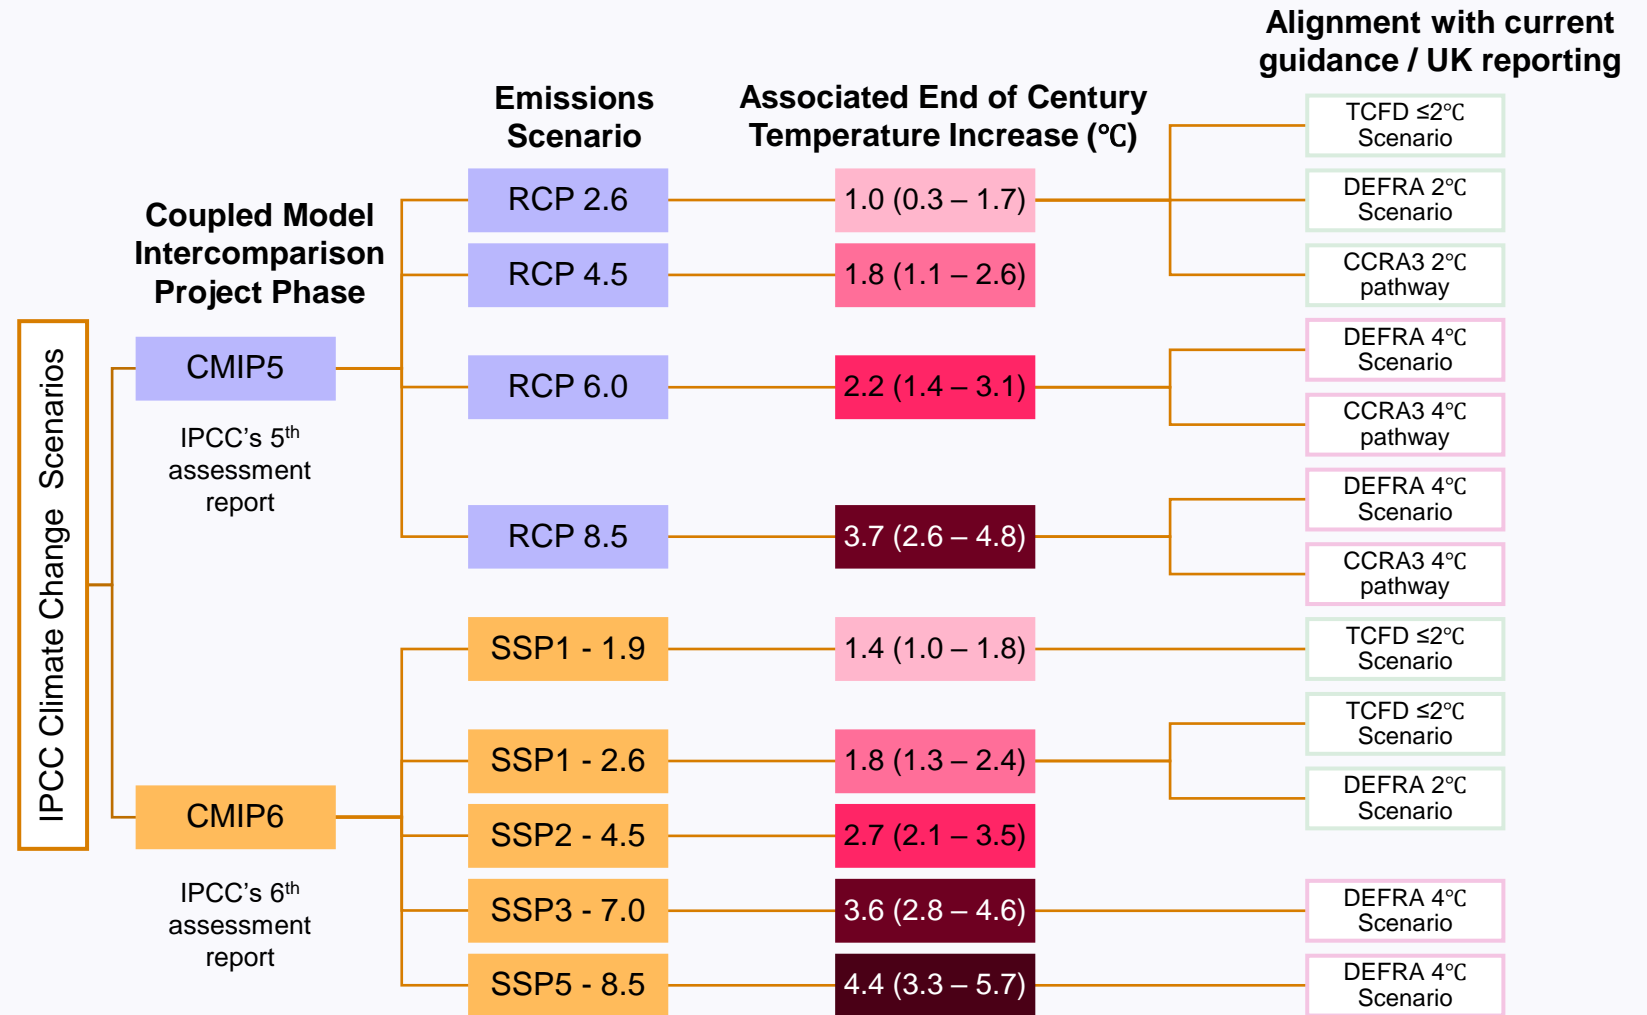 Alignment with current
guidance / UK reporting
Emissions
Scenario
Associated End of Century
Temperature Increase (℃)
Coupled Model
Intercomparison
Project Phase
IPCC Climate Change  Scenarios
CMIP5
IPCC's 5th
assessment
report
RCP 2.6
1.0 (0.3 – 1.7)
TCFD ≤2℃
Scenario
DEFRA 2℃
Scenario
CCRA3 2℃
pathway
RCP 4.5
1.8 (1.1 – 2.6)
RCP 6.0
2.2 (1.4 – 3.1)
DEFRA 4℃
Scenario
CCRA3 4℃
pathway
RCP 8.5
3.7 (2.6 – 4.8)
DEFRA 4℃
Scenario
CCRA3 4℃
pathway
CMIP6
IPCC's 6th
assessment
report
SSP1 - 1.9
1.4 (1.0 – 1.8)
TCFD ≤2℃
Scenario
SSP1 - 2.6
1.8 (1.3 – 2.4)
TCFD ≤2℃
Scenario
DEFRA 2℃
Scenario
SSP2 - 4.5
2.7 (2.1 – 3.5)
SSP3 - 7.0
3.6 (2.8 – 4.6)
DEFRA 4℃
Scenario
SSP5 - 8.5
4.4 (3.3 – 5.7)
DEFRA 4℃
Scenario